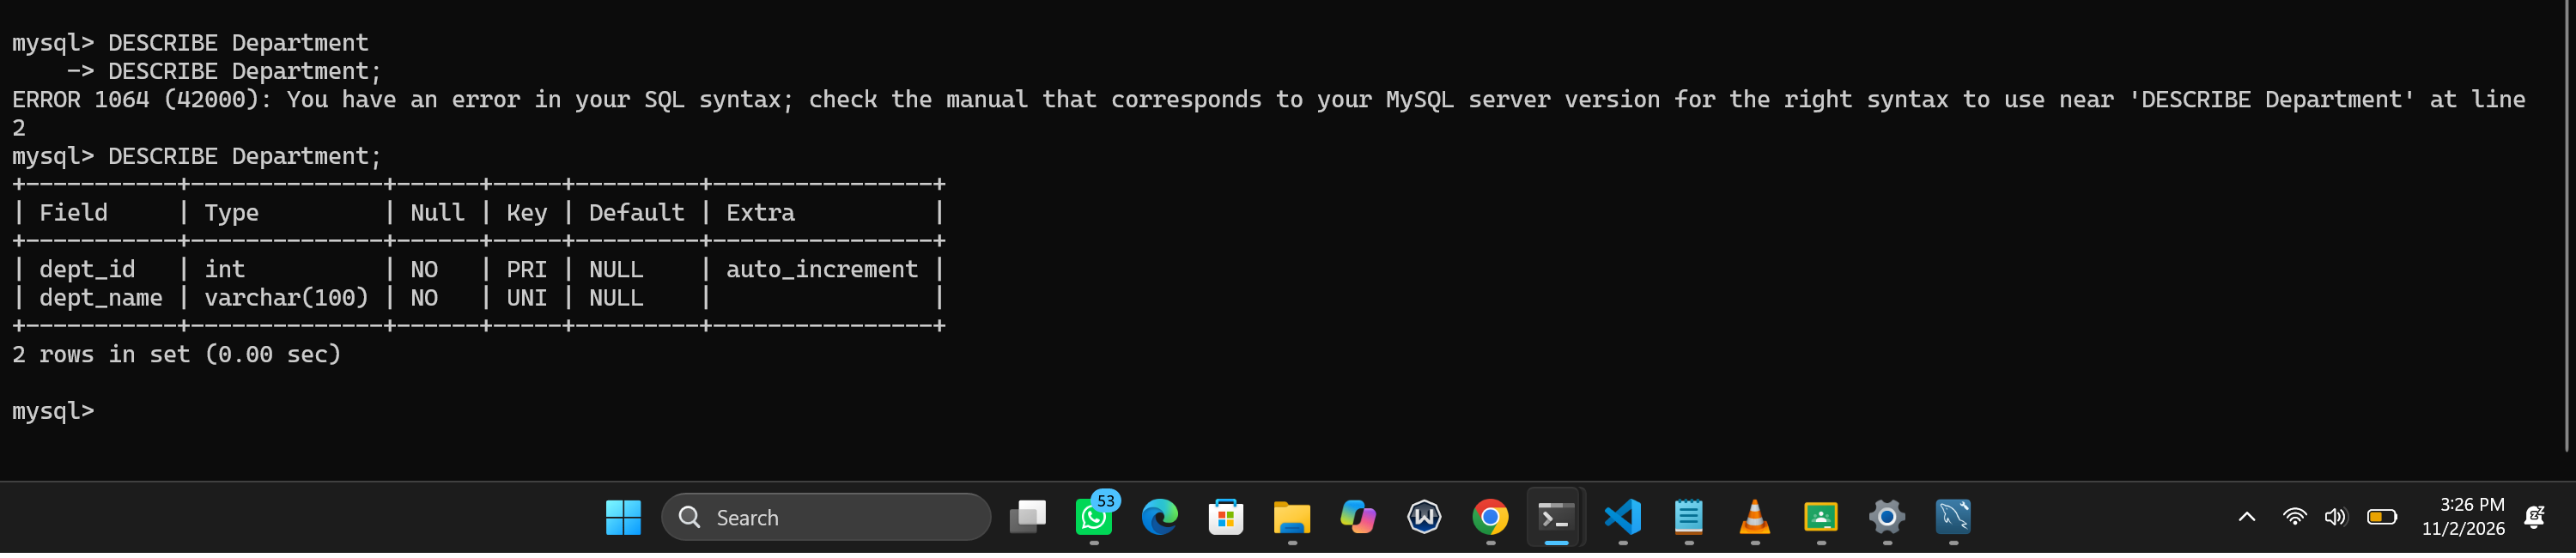 mysql> DESCRIBE Department
    -> DESCRIBE Department;
ERROR 1064 (42000): You have an error in your SQL syntax; check the manual that corresponds to your MySQL server version for the right syntax to use near 'DESCRIBE Department' at line
2
mysql> DESCRIBE Department;
+-----------+--------------+------+-----+---------+----------------+
| Field     | Type         | Null | Key | Default | Extra          |
+-----------+--------------+------+-----+---------+----------------+
| dept_id   | int          | NO   | PRI | NULL    | auto_increment |
| dept_name | varchar(100) | NO   | UNI | NULL    |                |
+-----------+--------------+------+-----+---------+----------------+
2 rows in set (0.00 sec)
mysql>
53
Search
3:26 PM
11/2/2026